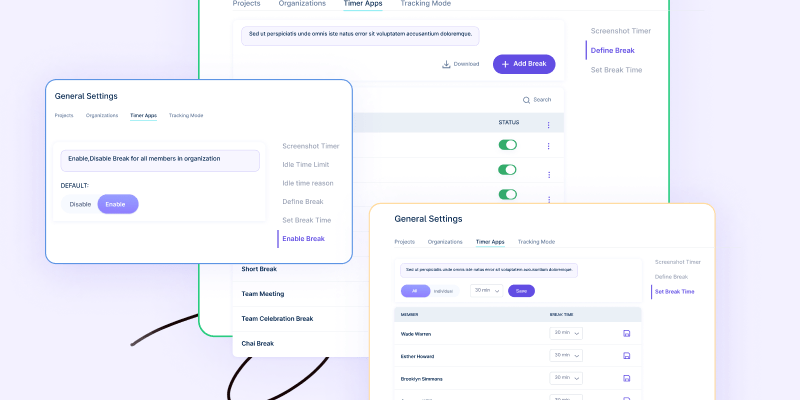 Projects Organizations Timer Apps Tracking Mode
Sed ut perspiciatis unde omnis iste natus error sit voluptatem accusantium doloremque.
Download
Add Break
Screenshot Timer
Define Break
Set Break Time
Search
STATUS
Short Break
Team Meeting
Team Celebration Break
Chai Break
General Settings
Projects Organizations Timer Apps Tracking Mode
Enable,Disable Break for all members in organization
DEFAULT:
Disable Enable
Screenshot Timer
Idle Time Limit
Idle time reason
Define Break
Set Break Time
Enable Break
General Settings
Projects Organizations Timer Apps Tracking Mode
Sed ut perspiciatis unde omnis iste natus error sit voluptatem accusantium doloremque.
All Individual 30 min Save
Screenshot Timer
Define Break
Set Break Time
MEMBER BREAK TIME
Wade Warren 30 min
Esther Howard 30 min
Brooklyn Simmons 30 min